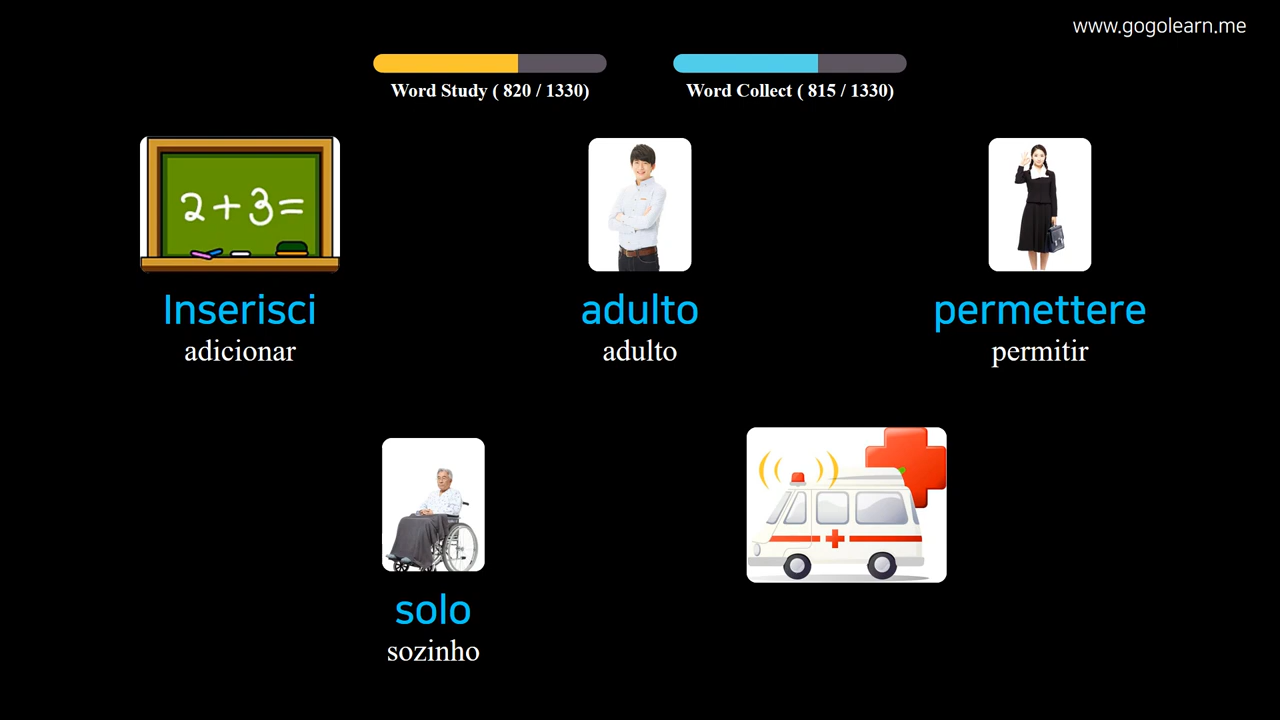 www.gogolearn.me
Word Study ( 820 / 1330)
Word Collect ( 815 / 1330)
2+3=
Inserisci
adicionar
adulto
adulto
permettere
permitir
solo
sozinho